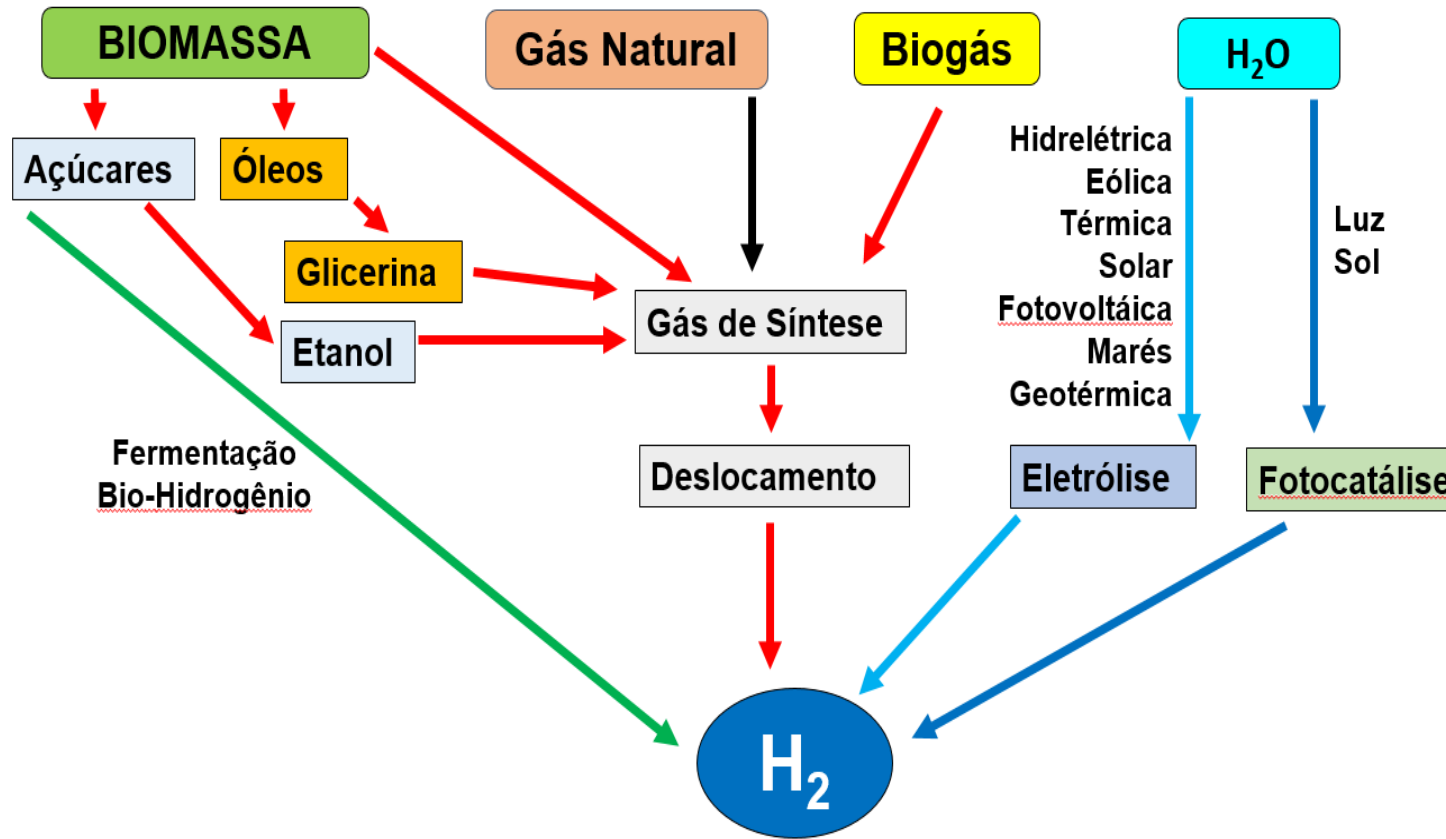 BIOMASSA
Gás Natural
Biogás
H₂O
Açúcares
Óleos
Glicerina
Etanol
Gás de Síntese
Hidrelétrica
Eólica
Térmica
Solar
Fotovoltáica
Marés
Geotérmica
Luz
Sol
Fermentação
Bio-Hidrogênio
Deslocamento
Eletrólise
Fotocatálise
H₂